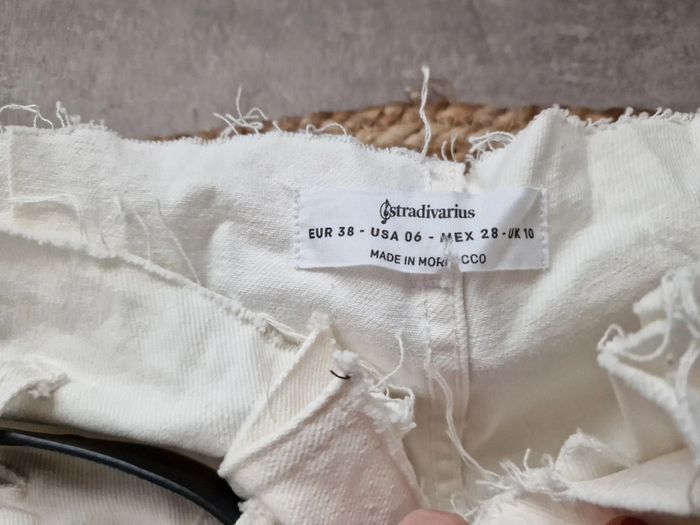 stradivarius
EUR 38 - USA 06 - MEX 28 - UK 10
MADE IN MOROCCO